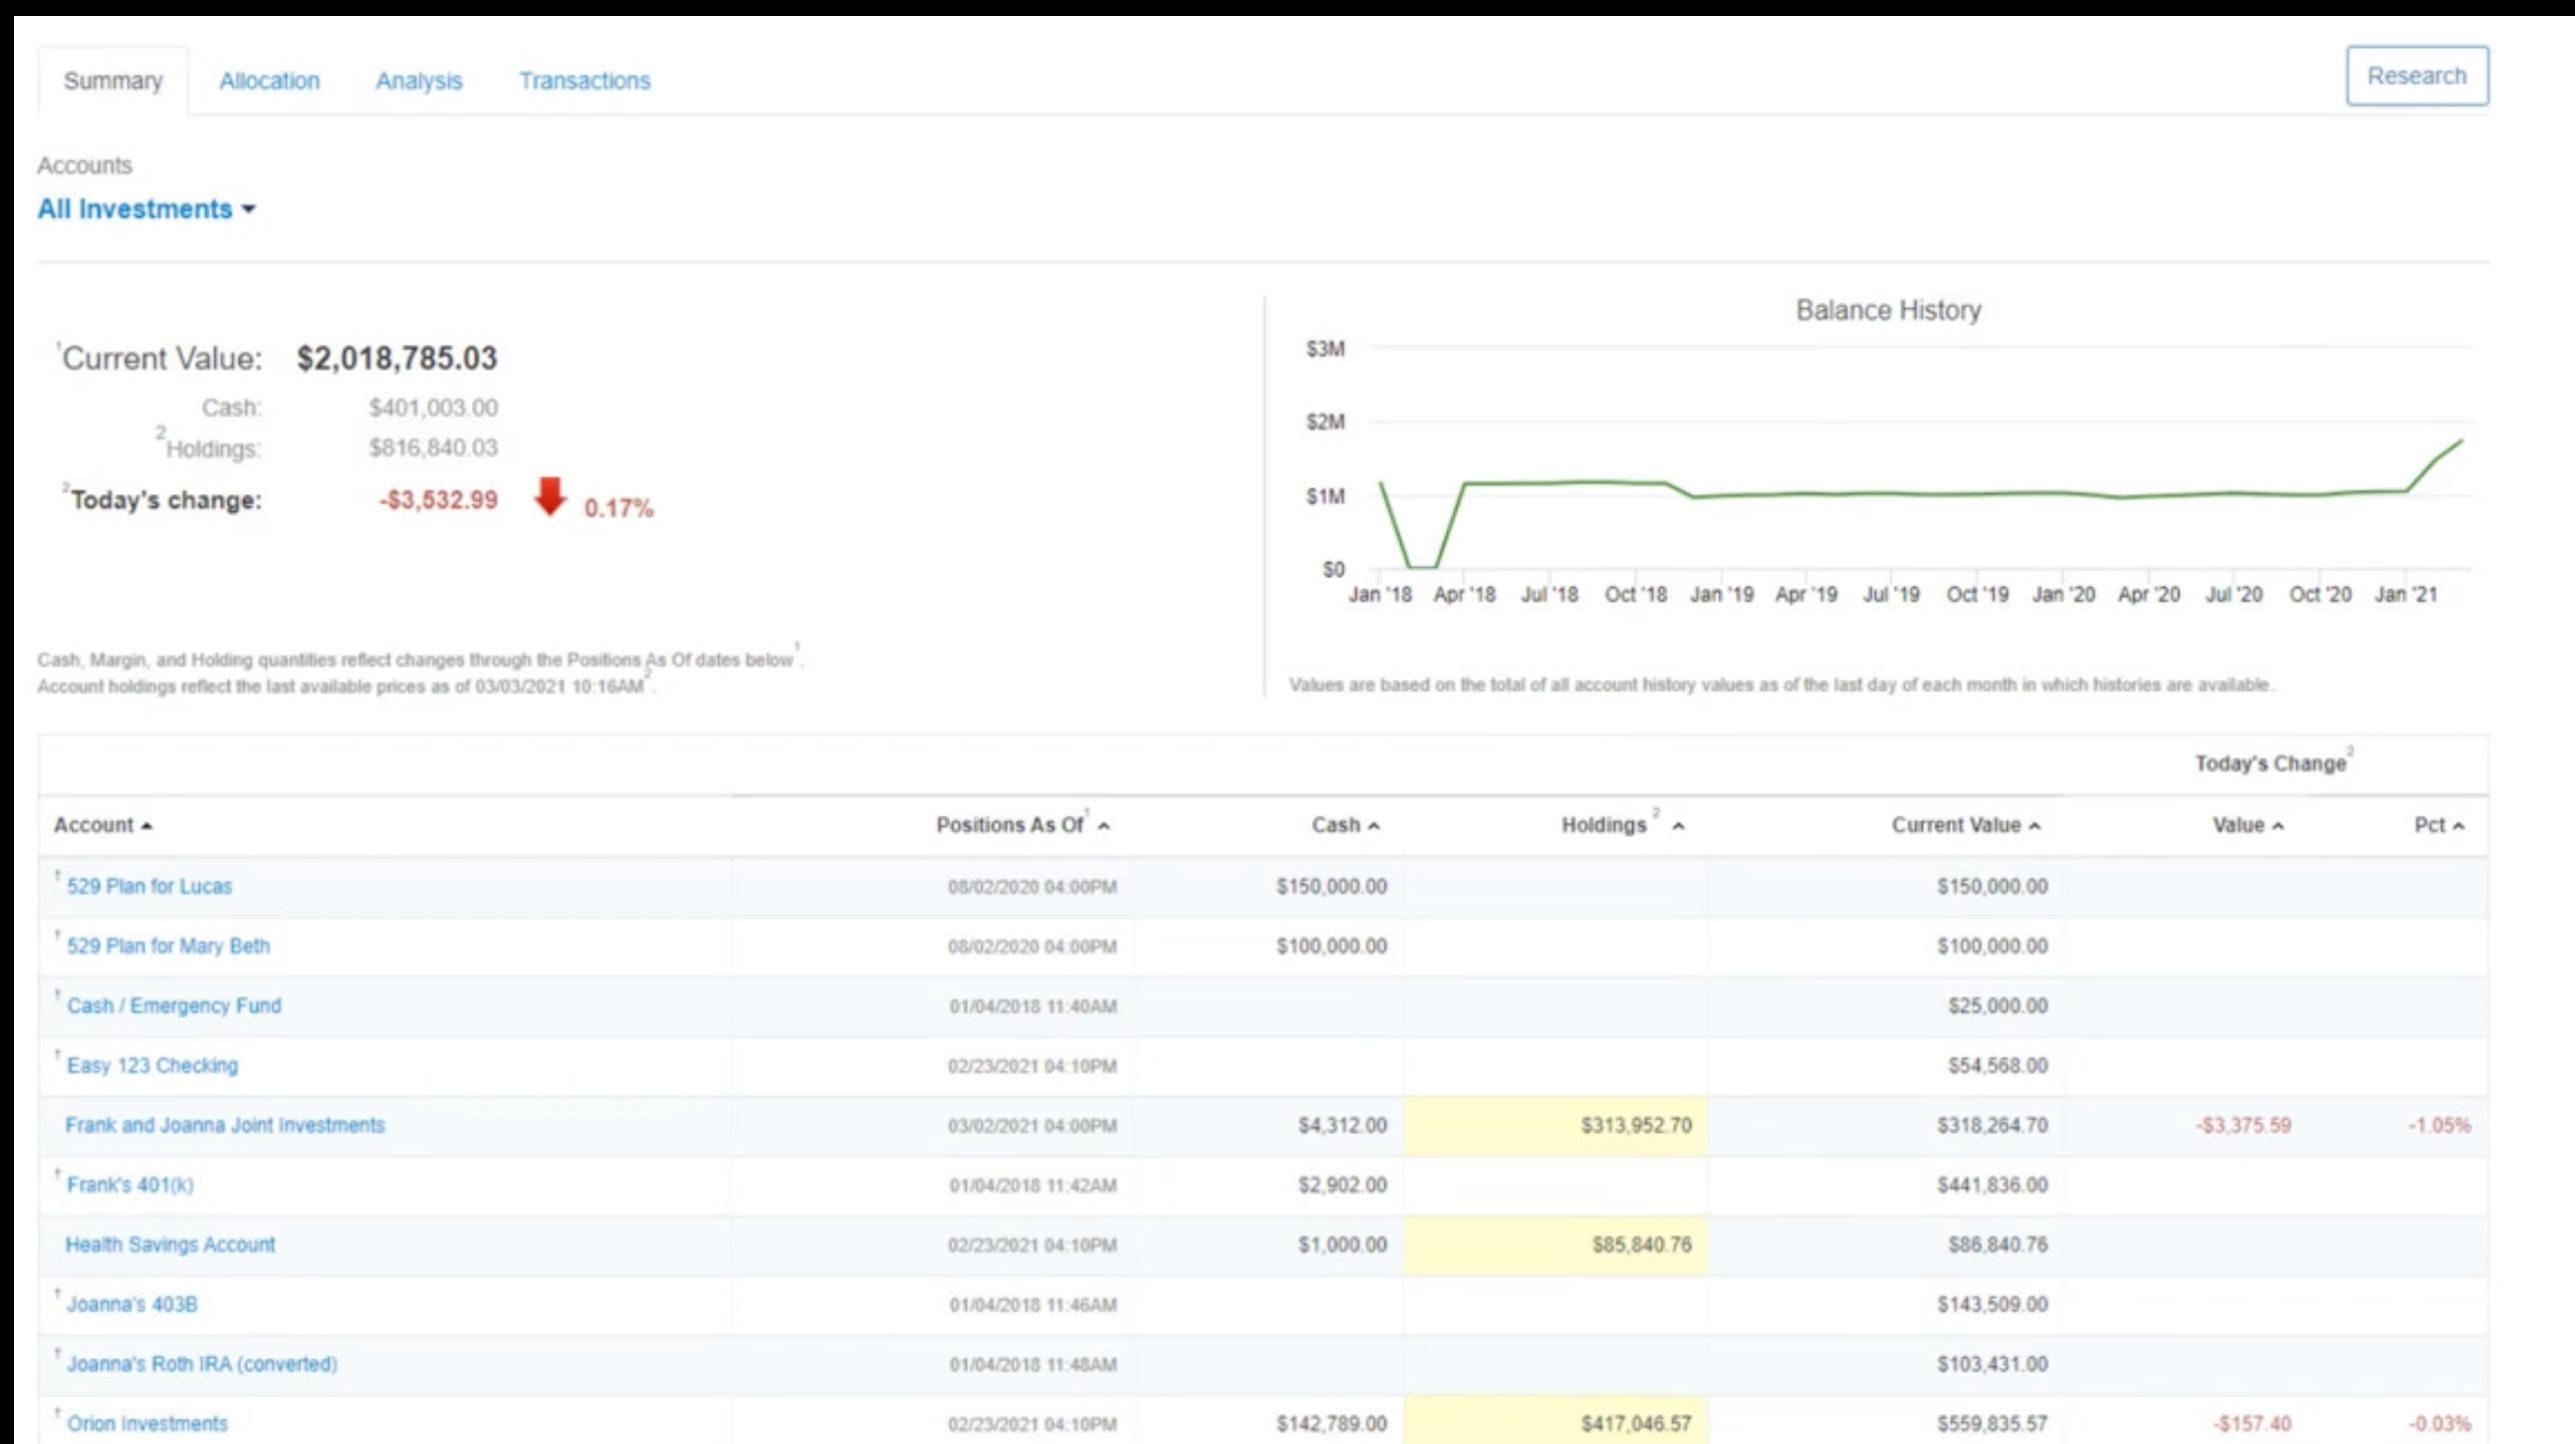 Summary Allocation Analysis Transactions Research
Accounts
All Investments
1Current Value: $2,018,785.03
Cash: $401,003.00
2Holdings: $816,840.03
2Today's change: -$3,532.99 0.17%
Cash, Margin, and Holding quantities reflect changes through the Positions As Of dates below1.
Account holdings reflect the last available prices as of 03/03/2021 10:16AM2.
Balance History
$3M
$2M
$1M
$0
Jan '18 Apr '18 Jul '18 Oct '18 Jan '19 Apr '19 Jul '19 Oct '19 Jan '20 Apr '20 Jul '20 Oct '20 Jan '21
Values are based on the total of all account history values as of the last day of each month in which histories are available.
Today's Change2
Account Positions As Of1 Cash Holdings2 Current Value Value Pct
† 529 Plan for Lucas 08/02/2020 04:00PM $150,000.00 $150,000.00
† 529 Plan for Mary Beth 08/02/2020 04:00PM $100,000.00 $100,000.00
† Cash / Emergency Fund 01/04/2018 11:40AM $25,000.00
† Easy 123 Checking 02/23/2021 04:10PM $54,568.00
Frank and Joanna Joint Investments 03/02/2021 04:00PM $4,312.00 $313,952.70 $318,264.70 -$3,375.59 -1.05%
† Frank's 401(k) 01/04/2018 11:42AM $2,902.00 $441,836.00
Health Savings Account 02/23/2021 04:10PM $1,000.00 $85,840.76 $86,840.76
† Joanna's 403B 01/04/2018 11:46AM $143,509.00
† Joanna's Roth IRA (converted) 01/04/2018 11:48AM $103,431.00
† Orion Investments 02/23/2021 04:10PM $142,789.00 $417,046.57 $559,835.57 -$157.40 -0.03%